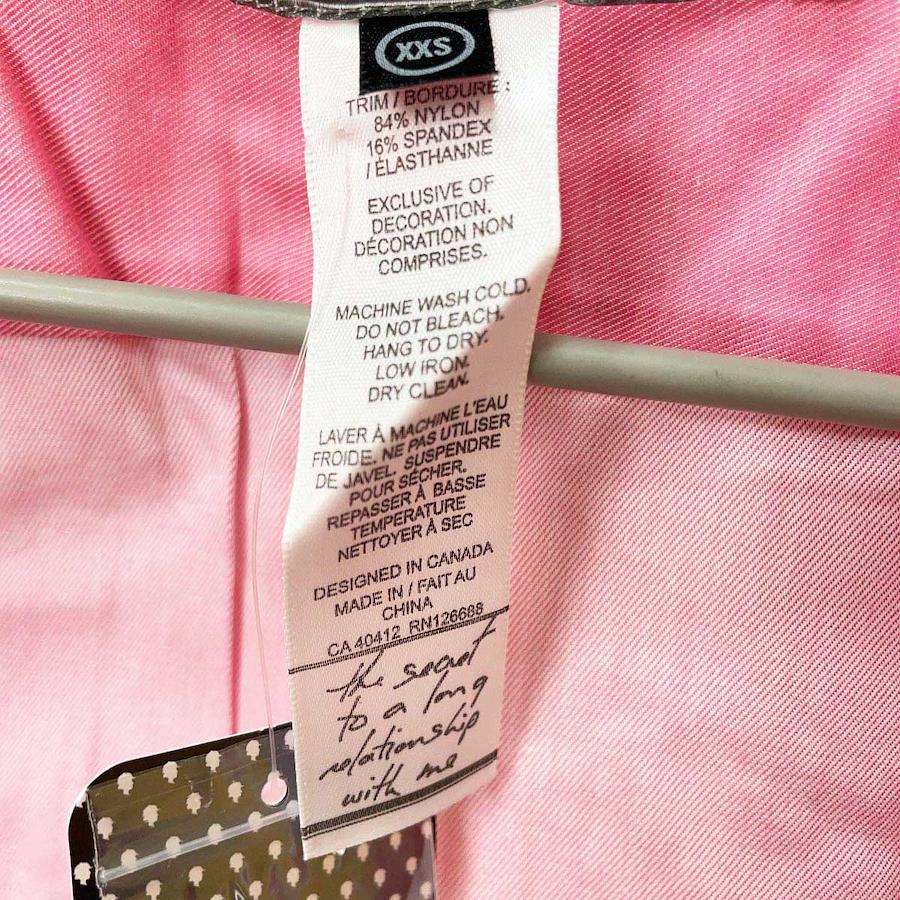 XXS
TRIM / BORDURE :
84% NYLON
16% SPANDEX
/ ÉLASTHANNE
EXCLUSIVE OF
DECORATION.
DÉCORATION NON
COMPRISES.
MACHINE WASH COLD.
DO NOT BLEACH.
HANG TO DRY.
LOW IRON.
DRY CLEAN.
LAVER À MACHINE L'EAU
FROIDE. NE PAS UTILISER
DE JAVEL. SUSPENDRE
POUR SÉCHER.
REPASSER À BASSE
TEMPERATURE
NETTOYER À SEC
DESIGNED IN CANADA
MADE IN / FAIT AU
CHINA
CA 40412 RN126688
the secret
to a long
relationship
with me